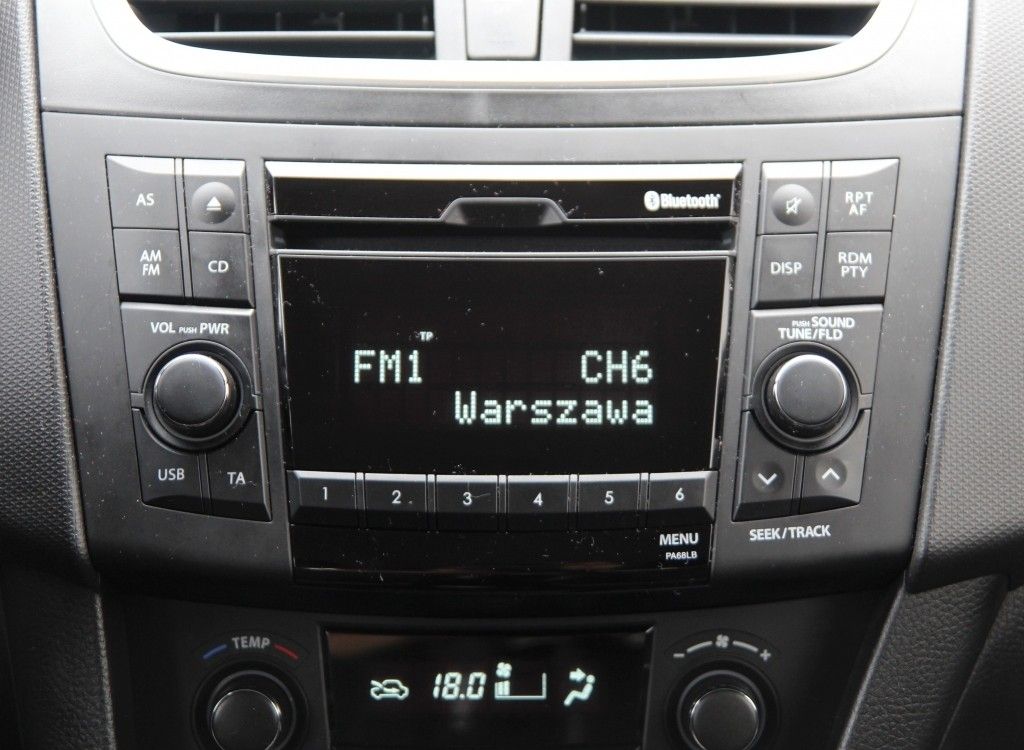 AS
Bluetooth
RPT
AF
AM
FM
CD
DISP
RDM
PTY
VOL PUSH PWR
PUSH SOUND
TUNE/FLD
TP
FM1 CH6
Warszawa
USB
TA
1 2 3 4 5 6
MENU
PA68LB
SEEK/TRACK
TEMP
- +
18.0